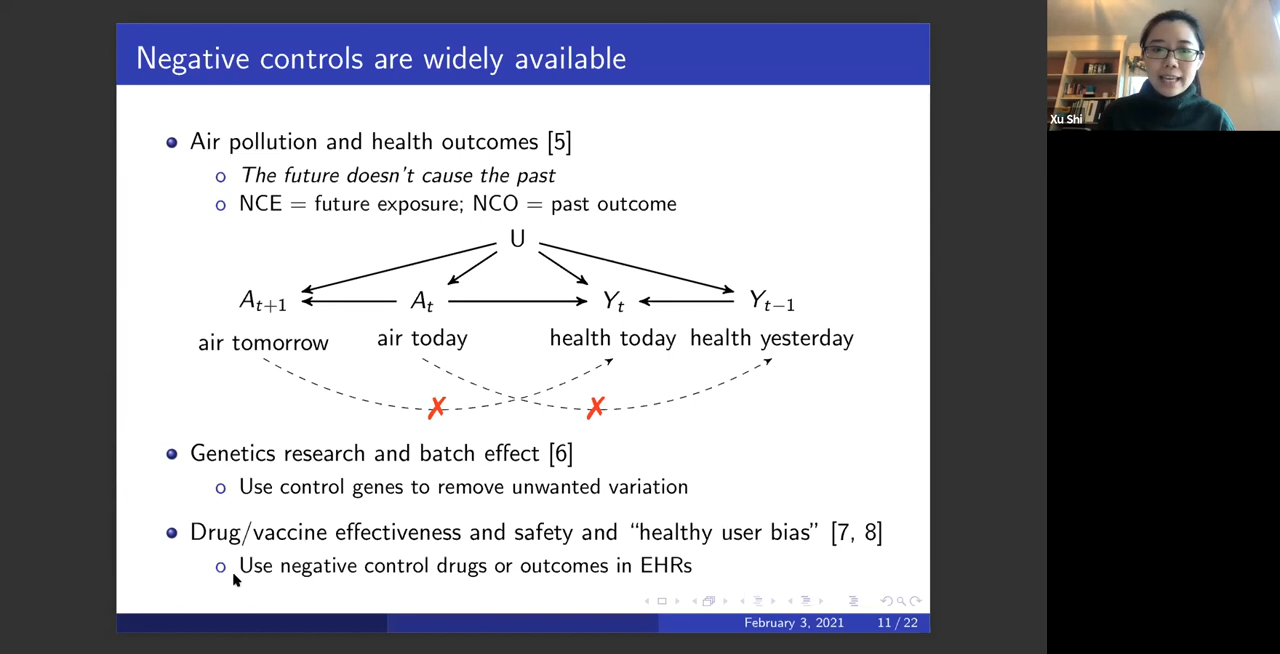 Negative controls are widely available
Air pollution and health outcomes [5]
The future doesn't cause the past
NCE = future exposure; NCO = past outcome
U
A_{t+1} A_t Y_t Y_{t−1}
air tomorrow air today health today health yesterday
✗ ✗
Genetics research and batch effect [6]
Use control genes to remove unwanted variation
Drug/vaccine effectiveness and safety and “healthy user bias” [7, 8]
Use negative control drugs or outcomes in EHRs
February 3, 2021 11 / 22
Xu Shi